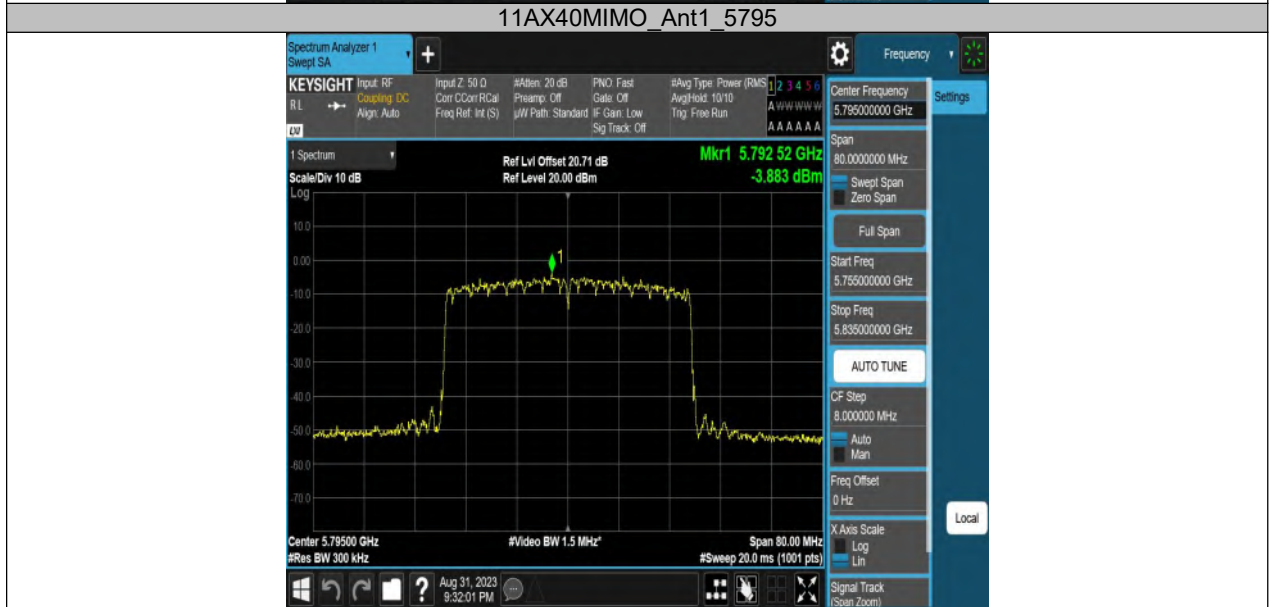 11AX40MIMO_Ant1_5795
Spectrum Analyzer 1
Swept SA
+
Frequency
KEYSIGHT
RL
LXI
Input: RF
Coupling: DC
Align: Auto
Input Z: 50 Ω
Corr CCorr RCal
Freq Ref: Int (S)
#Atten: 20 dB
Preamp: Off
µW Path: Standard
PNO: Fast
Gate: Off
IF Gain: Low
Sig Track: Off
#Avg Type: Power (RMS
Avg|Hold: 10/10
Trig: Free Run
1 2 3 4 5 6
A W W W W W
A A A A A A
1 Spectrum
Scale/Div 10 dB
Log
Ref Lvl Offset 20.71 dB
Ref Level 20.00 dBm
Mkr1 5.792 52 GHz
-3.883 dBm
10.0
0.00
-10.0
-20.0
-30.0
-40.0
-50.0
-60.0
-70.0
1
Center 5.79500 GHz
#Res BW 300 kHz
#Video BW 1.5 MHz*
Span 80.00 MHz
#Sweep 20.0 ms (1001 pts)
?
Aug 31, 2023
9:32:01 PM
Center Frequency
5.795000000 GHz
Span
80.0000000 MHz
Swept Span
Zero Span
Full Span
Start Freq
5.755000000 GHz
Stop Freq
5.835000000 GHz
AUTO TUNE
CF Step
8.000000 MHz
Auto
Man
Freq Offset
0 Hz
X Axis Scale
Log
Lin
Signal Track
(Span Zoom)
Settings
Local